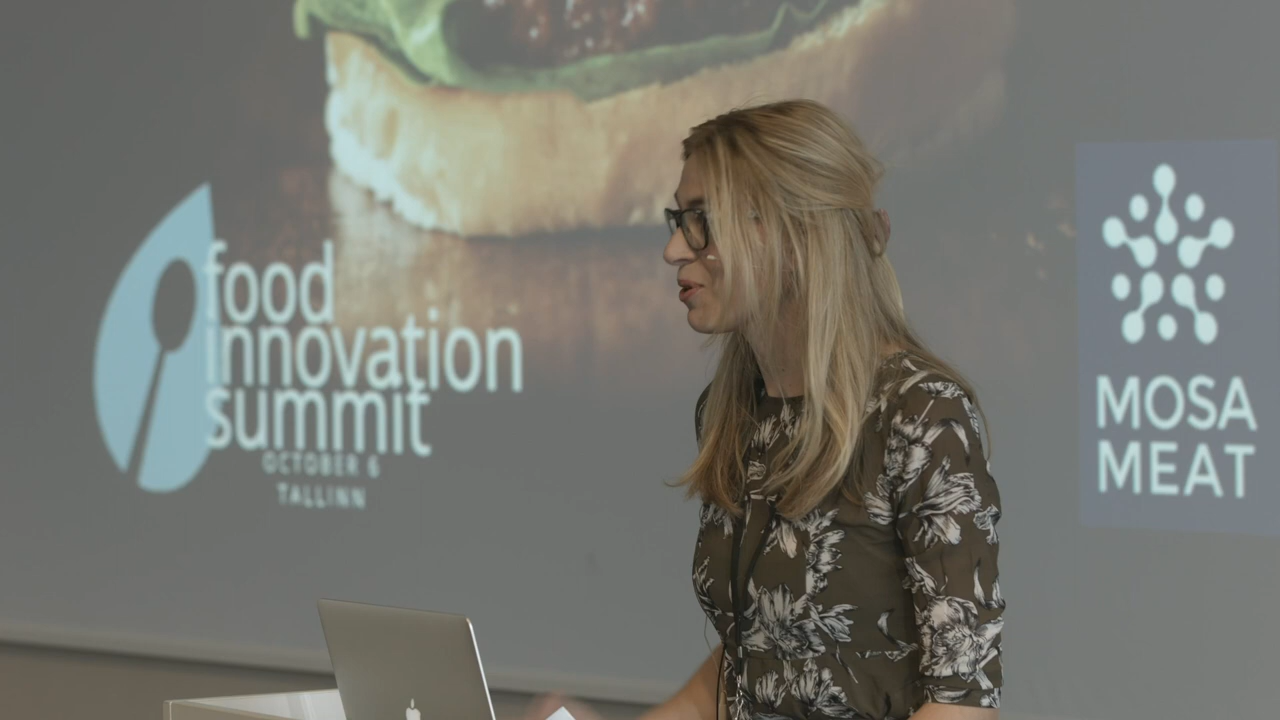 food
innovation
summit
OCTOBER 6
TALLINN
MOSA
MEAT